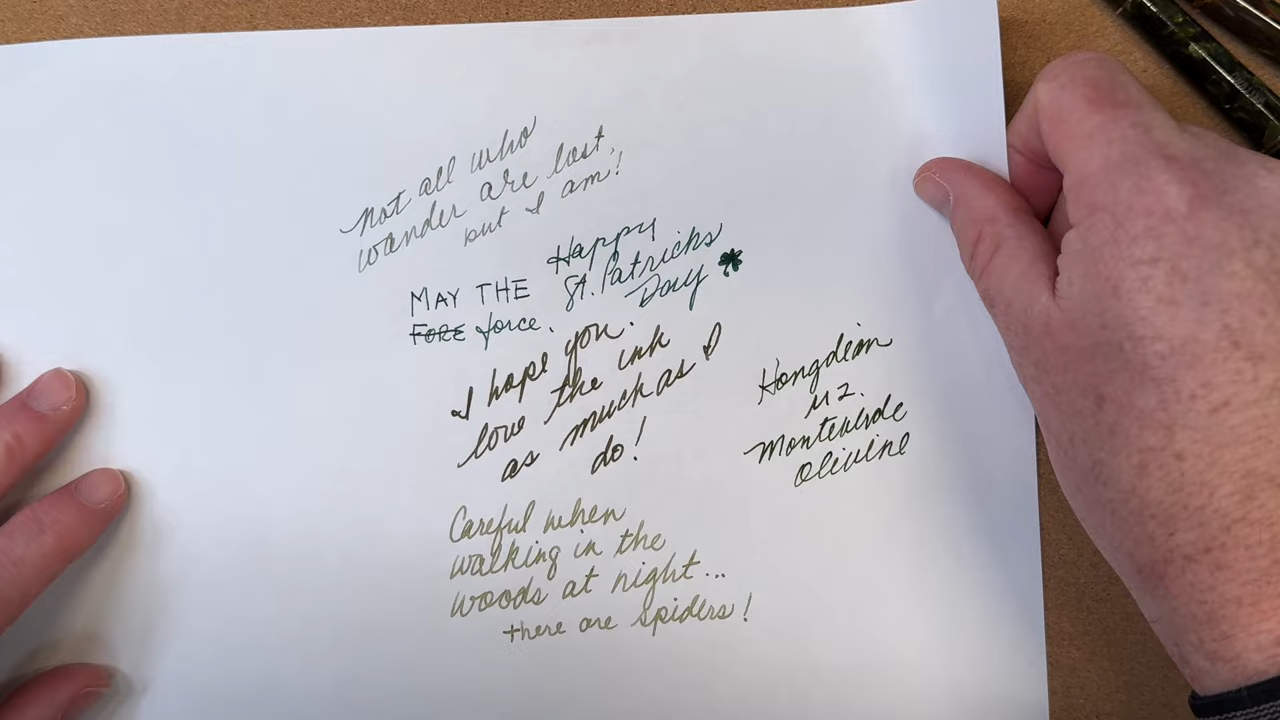 not all who
wander are lost,
but I am!
Happy
St. Patricks
Day
MAY THE
FORE force.
I hope you
love the ink
as much as I
do!
Hongdian
M2.
Monteverde
Olivine
Careful when
walking in the
woods at night...
there are spiders!